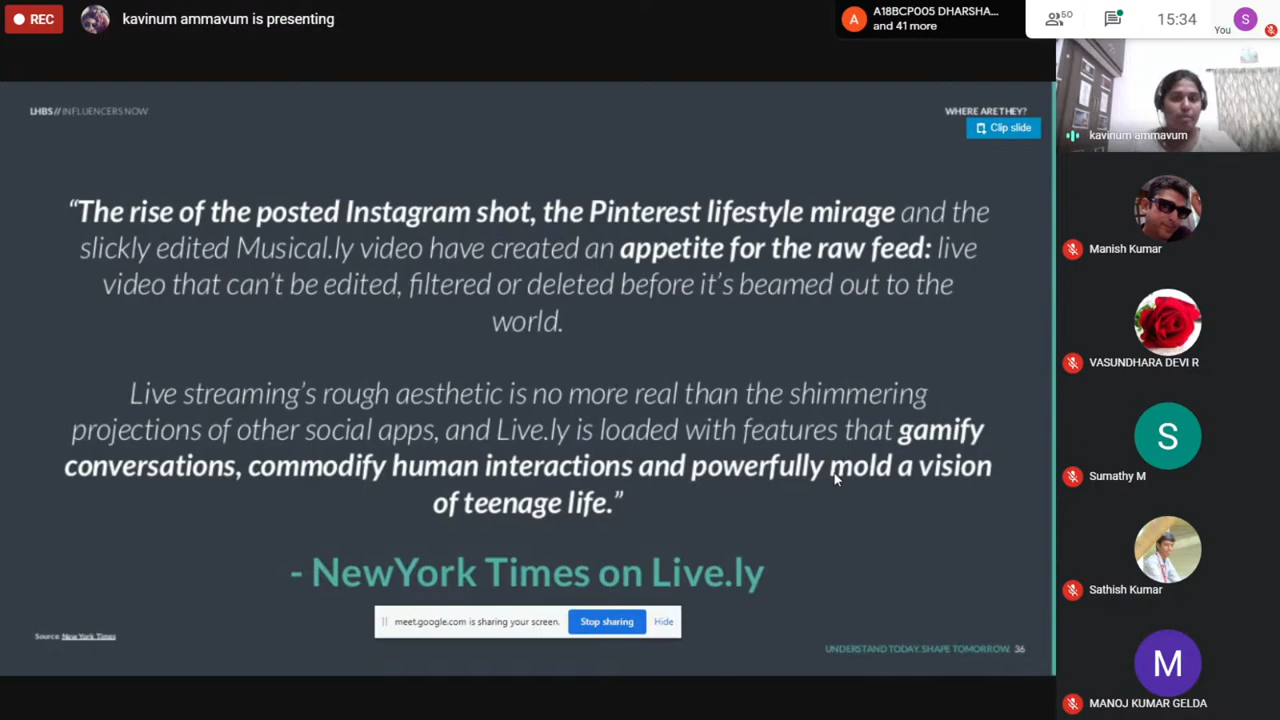 REC
kavinum ammavum is presenting
A
A18BCP005 DHARSHA...
and 41 more
50
15:34
You
S
LHBS// INFLUENCERS NOW
WHERE ARE THEY?
Clip slide
“The rise of the posted Instagram shot, the Pinterest lifestyle mirage and the
slickly edited Musical.ly video have created an appetite for the raw feed: live
video that can’t be edited, filtered or deleted before it’s beamed out to the
world.
Live streaming’s rough aesthetic is no more real than the shimmering
projections of other social apps, and Live.ly is loaded with features that gamify
conversations, commodify human interactions and powerfully mold a vision
of teenage life.”
- NewYork Times on Live.ly
meet.google.com is sharing your screen.
Stop sharing
Hide
Source: New York Times
UNDERSTAND TODAY. SHAPE TOMORROW. 36
kavinum ammavum
Manish Kumar
VASUNDHARA DEVI R
S
Sumathy M
Sathish Kumar
M
MANOJ KUMAR GELDA